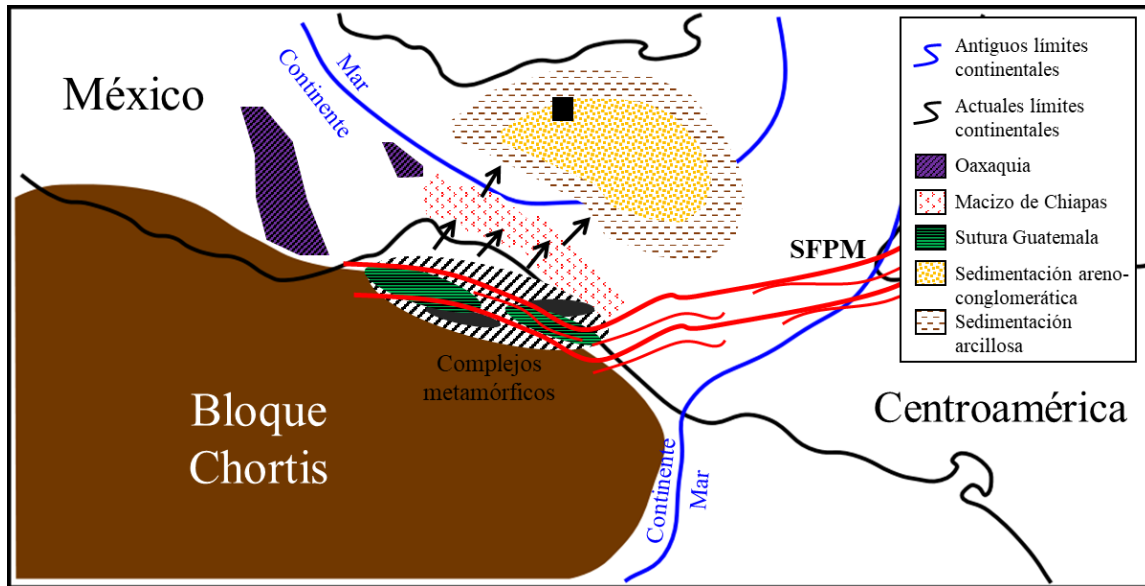 México
Mar
Continente
Antiguos límites
continentales
Actuales límites
continentales
Oaxaquia
Macizo de Chiapas
Sutura Guatemala
Sedimentación areno-
conglomerática
Sedimentación
arcillosa
SFPM
Complejos
metamórficos
Bloque
Chortis
Centroamérica
Continente
Mar